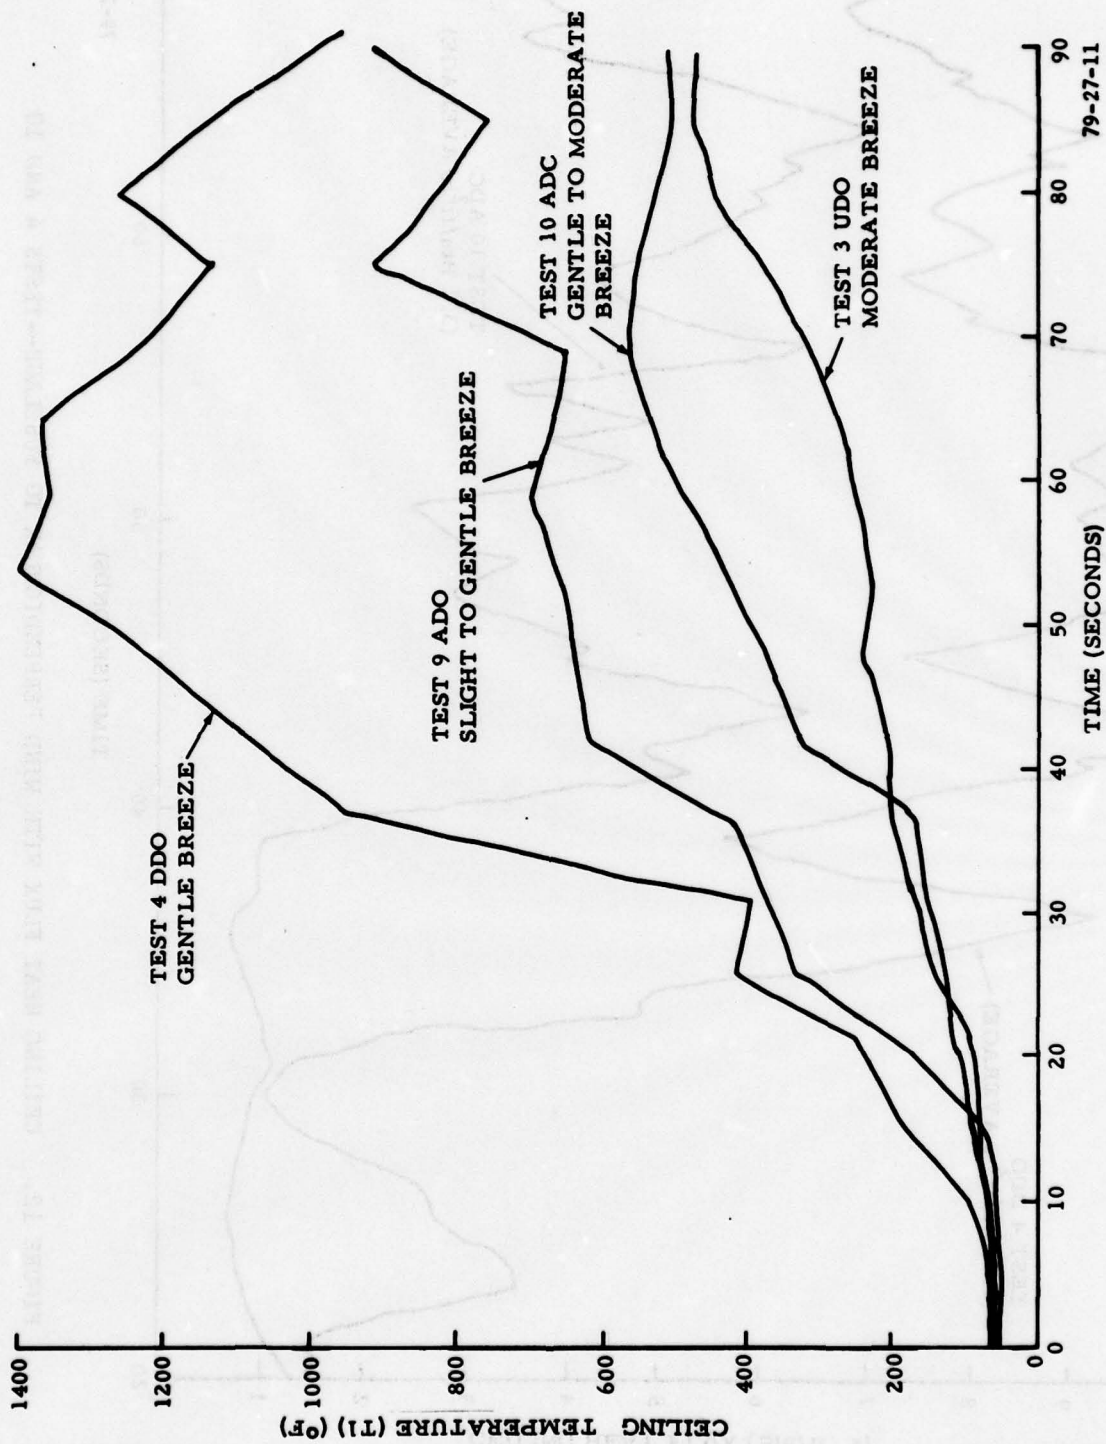 CEILING TEMPERATURE (T1) (°F)
1400
1200
1000
800
600
400
200
0
TEST 4 DDO
GENTLE BREEZE
TEST 9 ADO
SLIGHT TO GENTLE BREEZE
TEST 10 ADC
GENTLE TO MODERATE
BREEZE
TEST 3 UDO
MODERATE BREEZE
0
10
20
30
40
50
60
70
80
90
TIME (SECONDS)
79-27-11